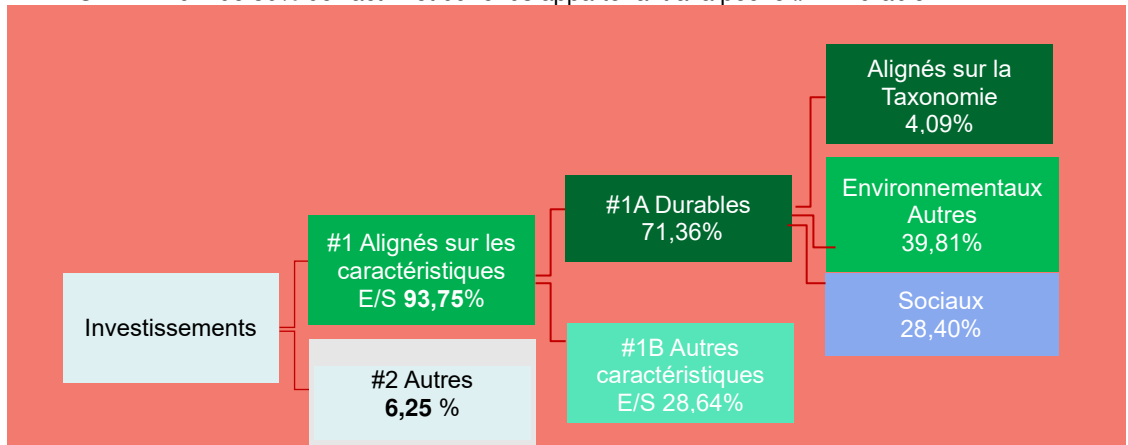 Alignés sur la
Taxonomie
4,09%
#1A Durables
71,36%
Environnementaux
Autres
39,81%
#1 Alignés sur les
caractéristiques
E/S 93,75%
Sociaux
28,40%
Investissements
#1B Autres
caractéristiques
E/S 28,64%
#2 Autres
6,25 %